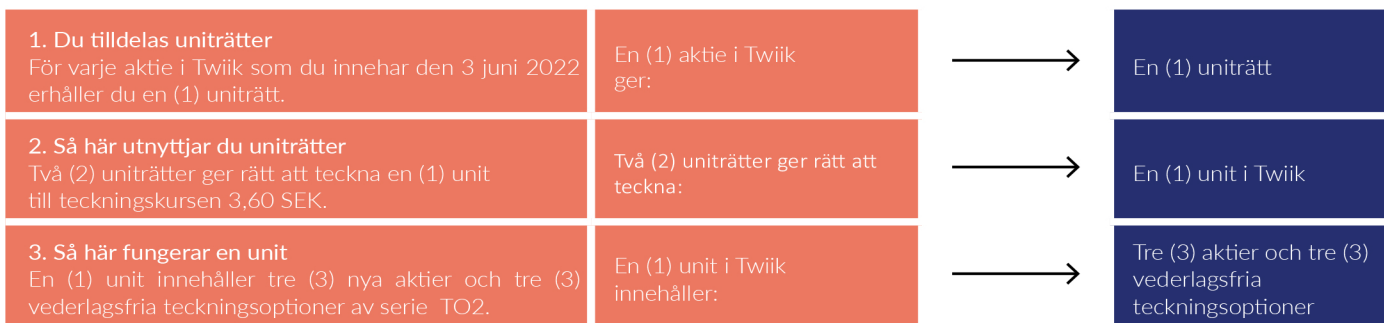 1. Du tilldelas uniträtter
För varje aktie i Twiik som du innehar den 3 juni 2022
erhåller du en (1) uniträtt.
En (1) aktie i Twiik
ger:
En (1) uniträtt
2. Så här utnyttjar du uniträtter
Två (2) uniträtter ger rätt att teckna en (1) unit
till teckningskursen 3,60 SEK.
Två (2) uniträtter ger rätt att
teckna:
En (1) unit i Twiik
3. Så här fungerar en unit
En (1) unit innehåller tre (3) nya aktier och tre (3)
vederlagsfria teckningsoptioner av serie TO2.
En (1) unit i Twiik
innehåller:
Tre (3) aktier och tre (3)
vederlagsfria
teckningsoptioner